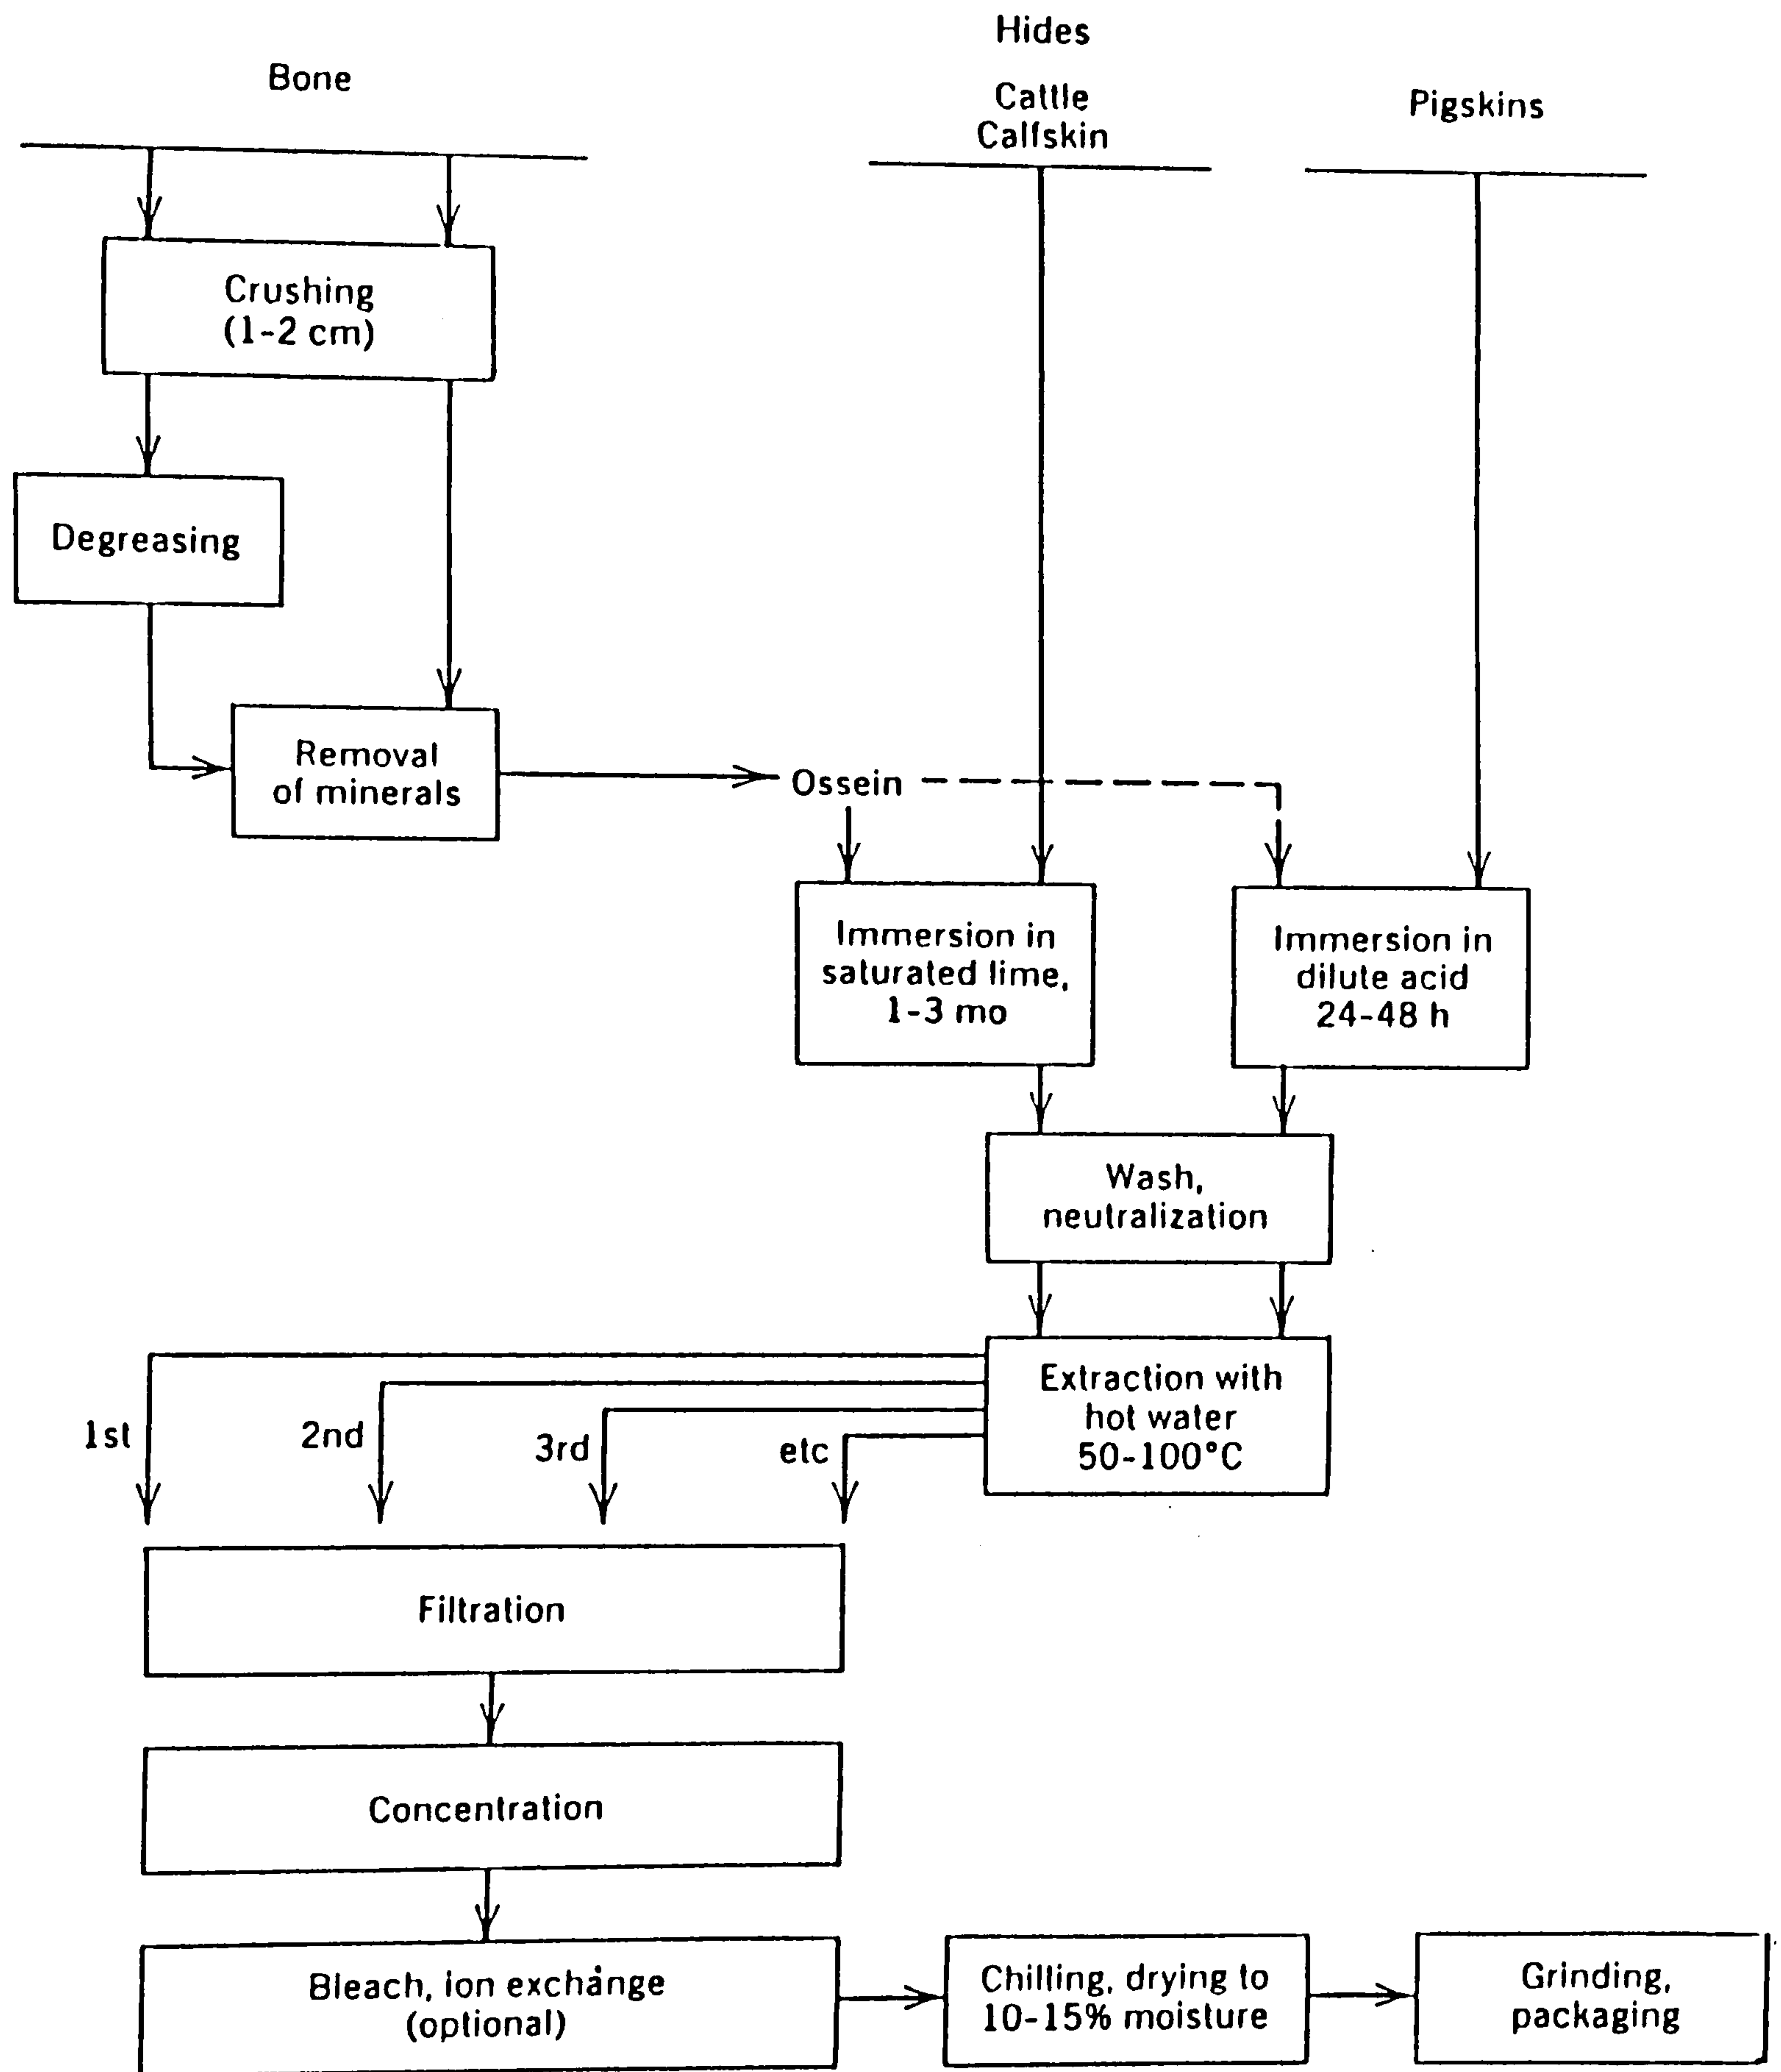 Hides
Bone
Cattle
Calfskin
Pigskins
Crushing
(1-2 cm)
Degreasing
Removal
of minerals
Ossein
Immersion in
saturated lime,
1-3 mo
Immersion in
dilute acid
24-48 h
Wash,
neutralization
Extraction with
hot water
50-100°C
1st
2nd
3rd
etc
Filtration
Concentration
Bleach, ion exchange
(optional)
Chilling, drying to
10-15% moisture
Grinding,
packaging